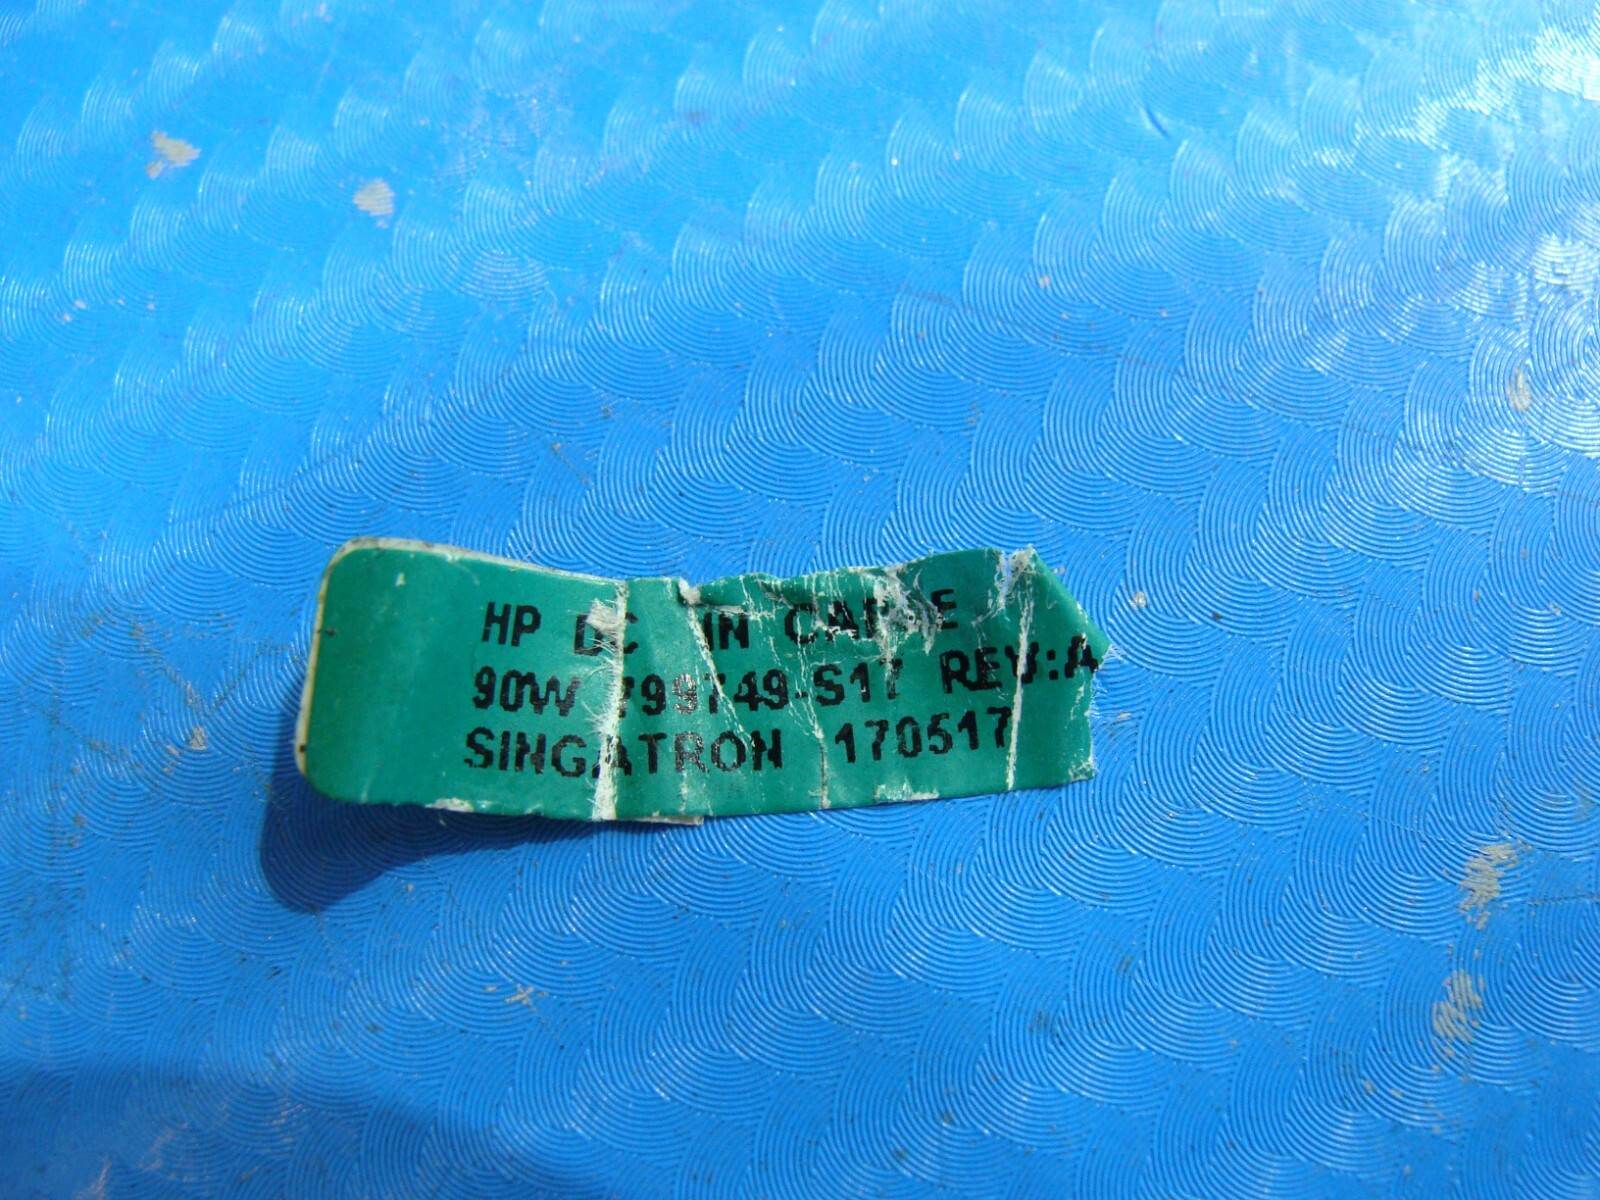 HP DC IN CABLE
90W 799749-S17 REV:A
SINGATRON 170517